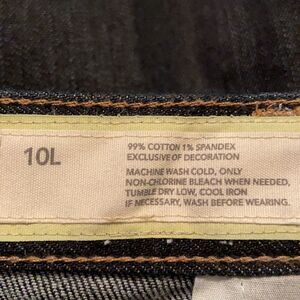 10L
99% COTTON 1% SPANDEX
EXCLUSIVE OF DECORATION
MACHINE WASH COLD, ONLY
NON-CHLORINE BLEACH WHEN NEEDED,
TUMBLE DRY LOW, COOL IRON
IF NECESSARY, WASH BEFORE WEARING.